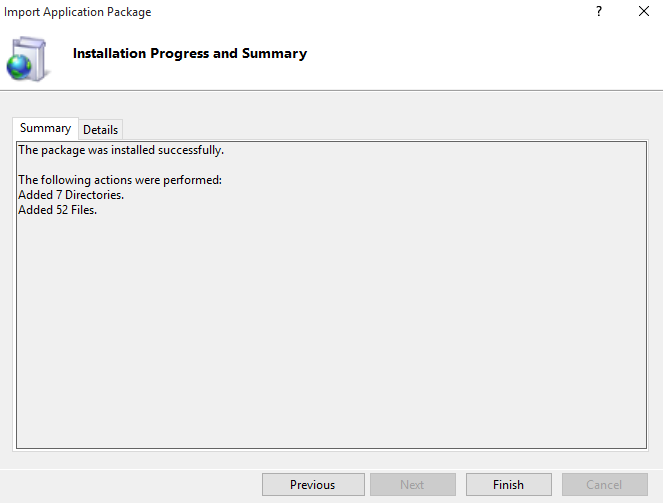 Import Application Package
?
Installation Progress and Summary
Summary Details
The package was installed successfully.
The following actions were performed:
Added 7 Directories.
Added 52 Files.
Previous Next Finish Cancel